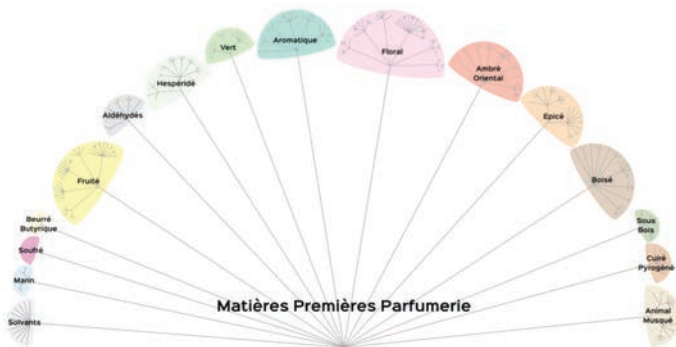 Floral
Aromatique
Vert
Ambré
Oriental
Hespéridé
Aldéhydés
Epicé
Fruité
Boisé
Beurré
Butyrique
Sous
Bois
Soufré
Cuiré
Pyrogéné
Marin
Matières Premières Parfumerie
Solvants
Animal
Musqué